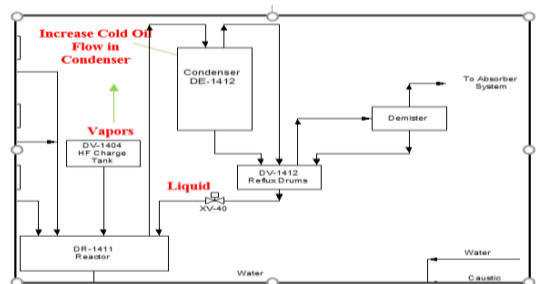 Increase Cold Oil
Flow in
Condenser
Condenser
DE-1412
To Absorber
System
Demister
Vapors
DV-1404
HF Charge
Tank
DV-1412
Reflux Drums
Liquid
XV-40
DR-1411
Reactor
Water
Water
Caustic